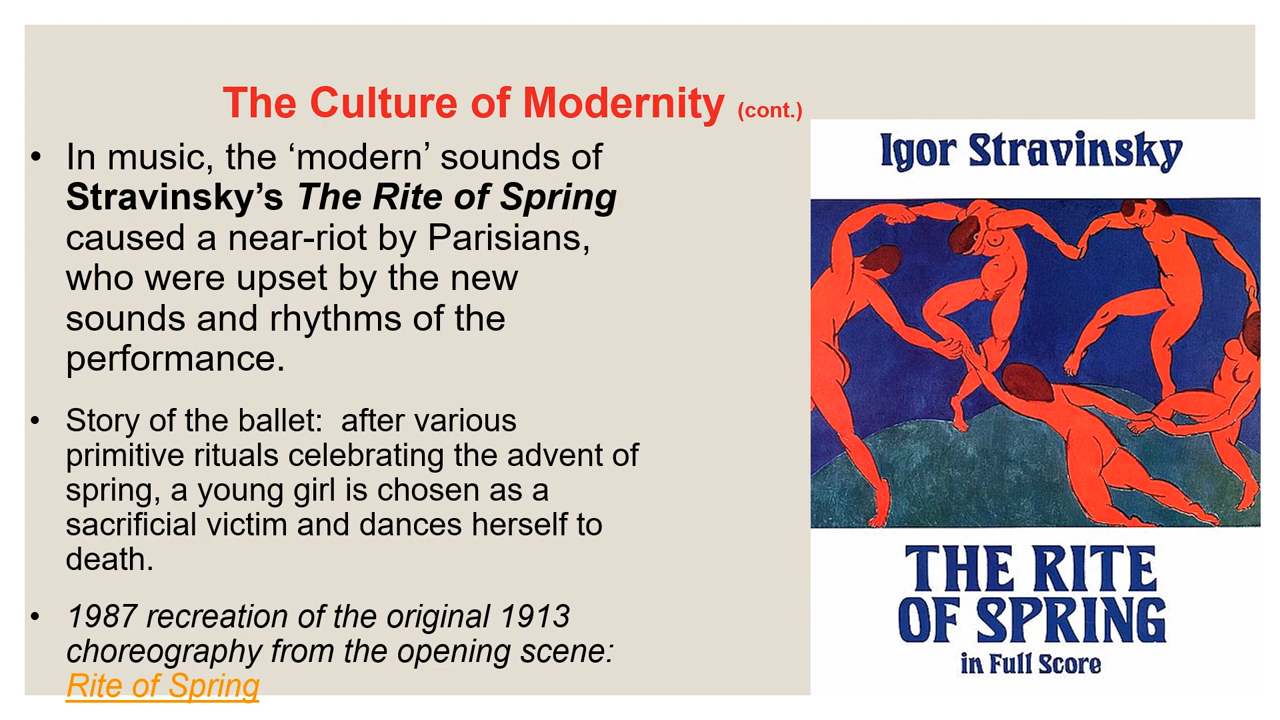 The Culture of Modernity (cont.)
• In music, the ‘modern’ sounds of
Stravinsky’s The Rite of Spring
caused a near-riot by Parisians,
who were upset by the new
sounds and rhythms of the
performance.
• Story of the ballet:  after various
primitive rituals celebrating the advent of
spring, a young girl is chosen as a
sacrificial victim and dances herself to
death.
• 1987 recreation of the original 1913
choreography from the opening scene:
Rite of Spring
Igor Stravinsky
THE RITE
OF SPRING
in Full Score